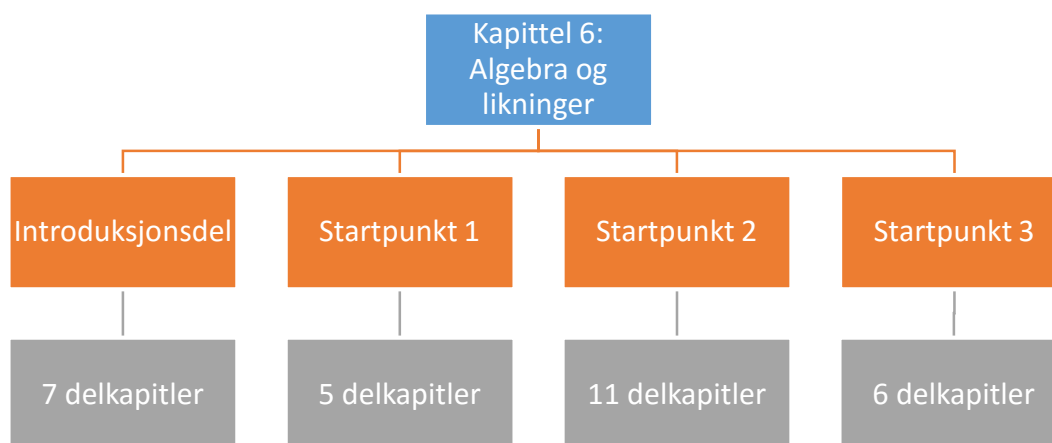 Kapittel 6:
Algebra og
likninger
Introduksjonsdel
Startpunkt 1
Startpunkt 2
Startpunkt 3
7 delkapitler
5 delkapitler
11 delkapitler
6 delkapitler